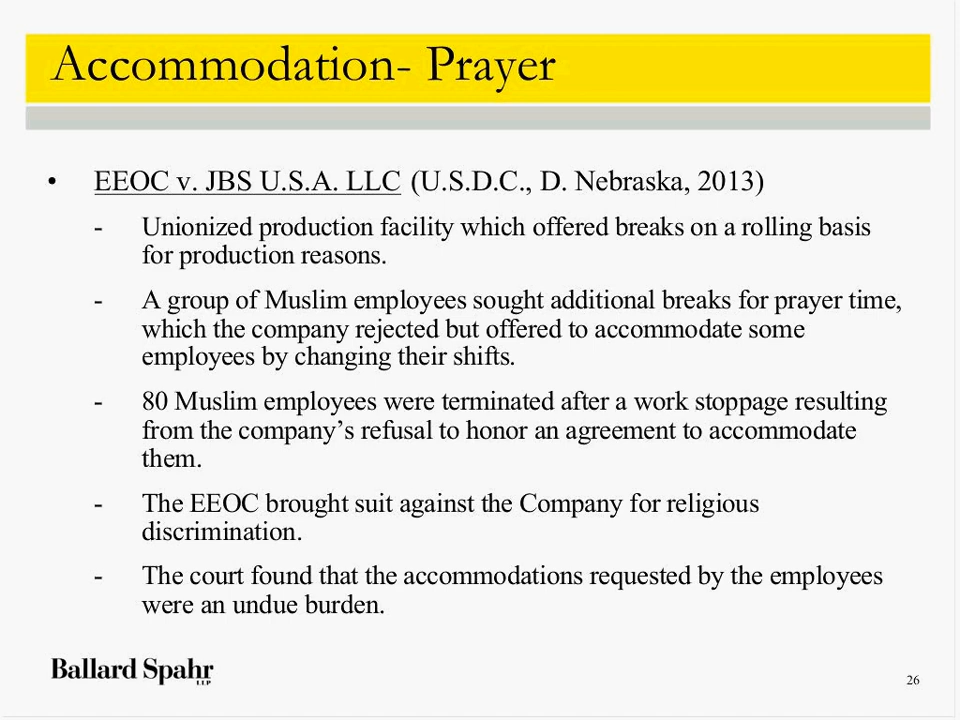 Accommodation- Prayer
• EEOC v. JBS U.S.A. LLC (U.S.D.C., D. Nebraska, 2013)
- Unionized production facility which offered breaks on a rolling basis
for production reasons.
- A group of Muslim employees sought additional breaks for prayer time,
which the company rejected but offered to accommodate some
employees by changing their shifts.
- 80 Muslim employees were terminated after a work stoppage resulting
from the company’s refusal to honor an agreement to accommodate
them.
- The EEOC brought suit against the Company for religious
discrimination.
- The court found that the accommodations requested by the employees
were an undue burden.
Ballard Spahr
LLP
26